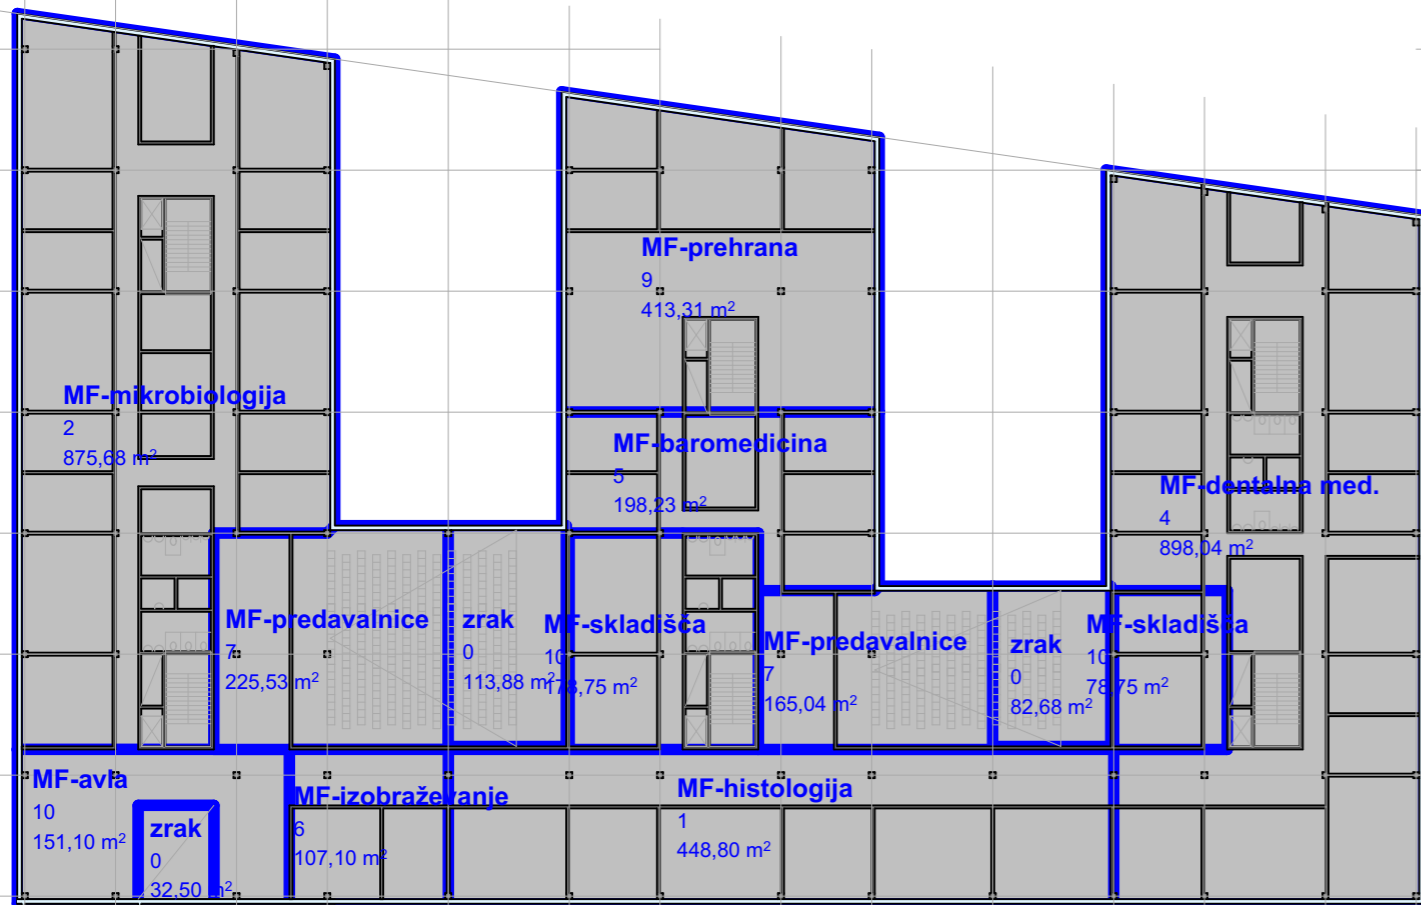 MF-prehrana
9
413,31 m²
MF-mikrobiologija
2
875,68 m²
MF-baromedicina
5
198,23 m²
MF-dentalna med.
4
898,04 m²
MF-predavalnice
7
225,53 m²
zrak
0
113,88 m²
MF-skladišča
10
178,75 m²
MF-predavalnice
7
165,04 m²
zrak
0
82,68 m²
MF-skladišča
10
78,75 m²
MF-avla
10
151,10 m²
zrak
0
32,50 m²
MF-izobraževanje
6
107,10 m²
MF-histologija
1
448,80 m²